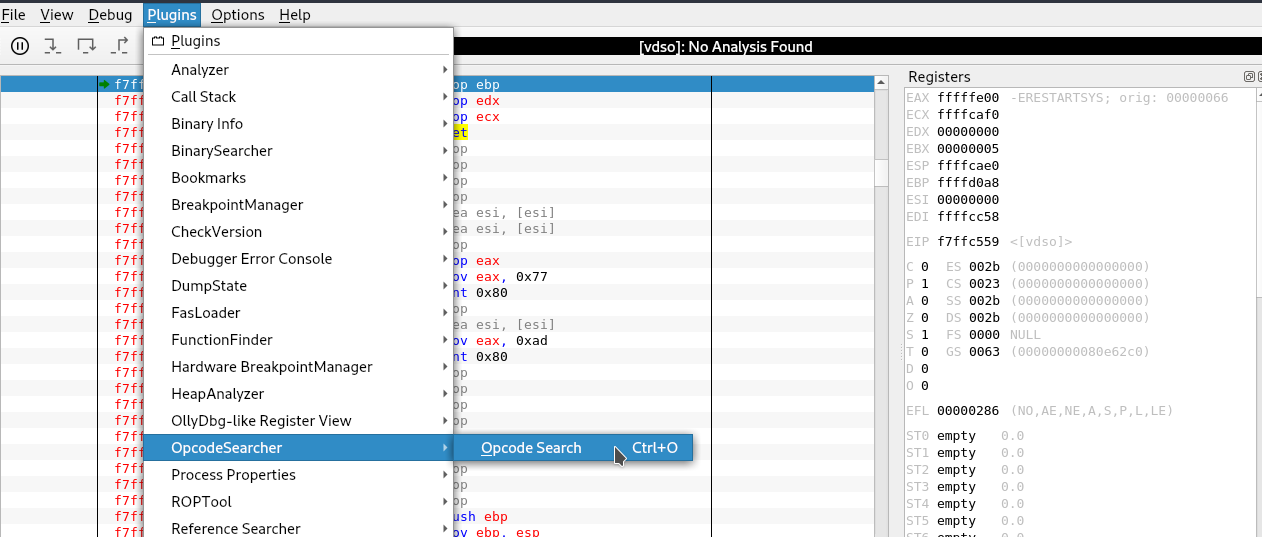 File View Debug Plugins Options Help
[vdso]: No Analysis Found
Plugins
Analyzer
Call Stack
Binary Info
BinarySearcher
Bookmarks
BreakpointManager
CheckVersion
Debugger Error Console
DumpState
FasLoader
FunctionFinder
Hardware BreakpointManager
HeapAnalyzer
OllyDbg-like Register View
OpcodeSearcher
Process Properties
ROPTool
Reference Searcher
Opcode Search Ctrl+O
f7ff op ebp
f7ff op edx
f7ff op ecx
f7ff et
f7ff op
f7ff op
f7ff op
f7ff op
f7ff ea esi, [esi]
f7ff ea esi, [esi]
f7ff op
f7ff op eax
f7ff ov eax, 0x77
f7ff nt 0x80
f7ff op
f7ff ea esi, [esi]
f7ff ov eax, 0xad
f7ff nt 0x80
f7ff op
f7ff op
f7ff op
f7ff op
f7ff
f7ff
f7ff op
f7ff op
f7ff op
f7ff ush ebp
f7ff ov ebp, esp
Registers
EAX fffffe00 -ERESTARTSYS; orig: 00000066
ECX ffffcaf0
EDX 00000000
EBX 00000005
ESP ffffcae0
EBP ffffd0a8
ESI 00000000
EDI ffffcc58
EIP f7ffc559 <[vdso]>
C 0 ES 002b (0000000000000000)
P 1 CS 0023 (0000000000000000)
A 0 SS 002b (0000000000000000)
Z 0 DS 002b (0000000000000000)
S 1 FS 0000 NULL
T 0 GS 0063 (00000000080e62c0)
D 0
O 0
EFL 00000286 (NO,AE,NE,A,S,P,L,LE)
ST0 empty 0.0
ST1 empty 0.0
ST2 empty 0.0
ST3 empty 0.0
ST4 empty 0.0
ST5 empty 0.0
ST6 empty 0.0